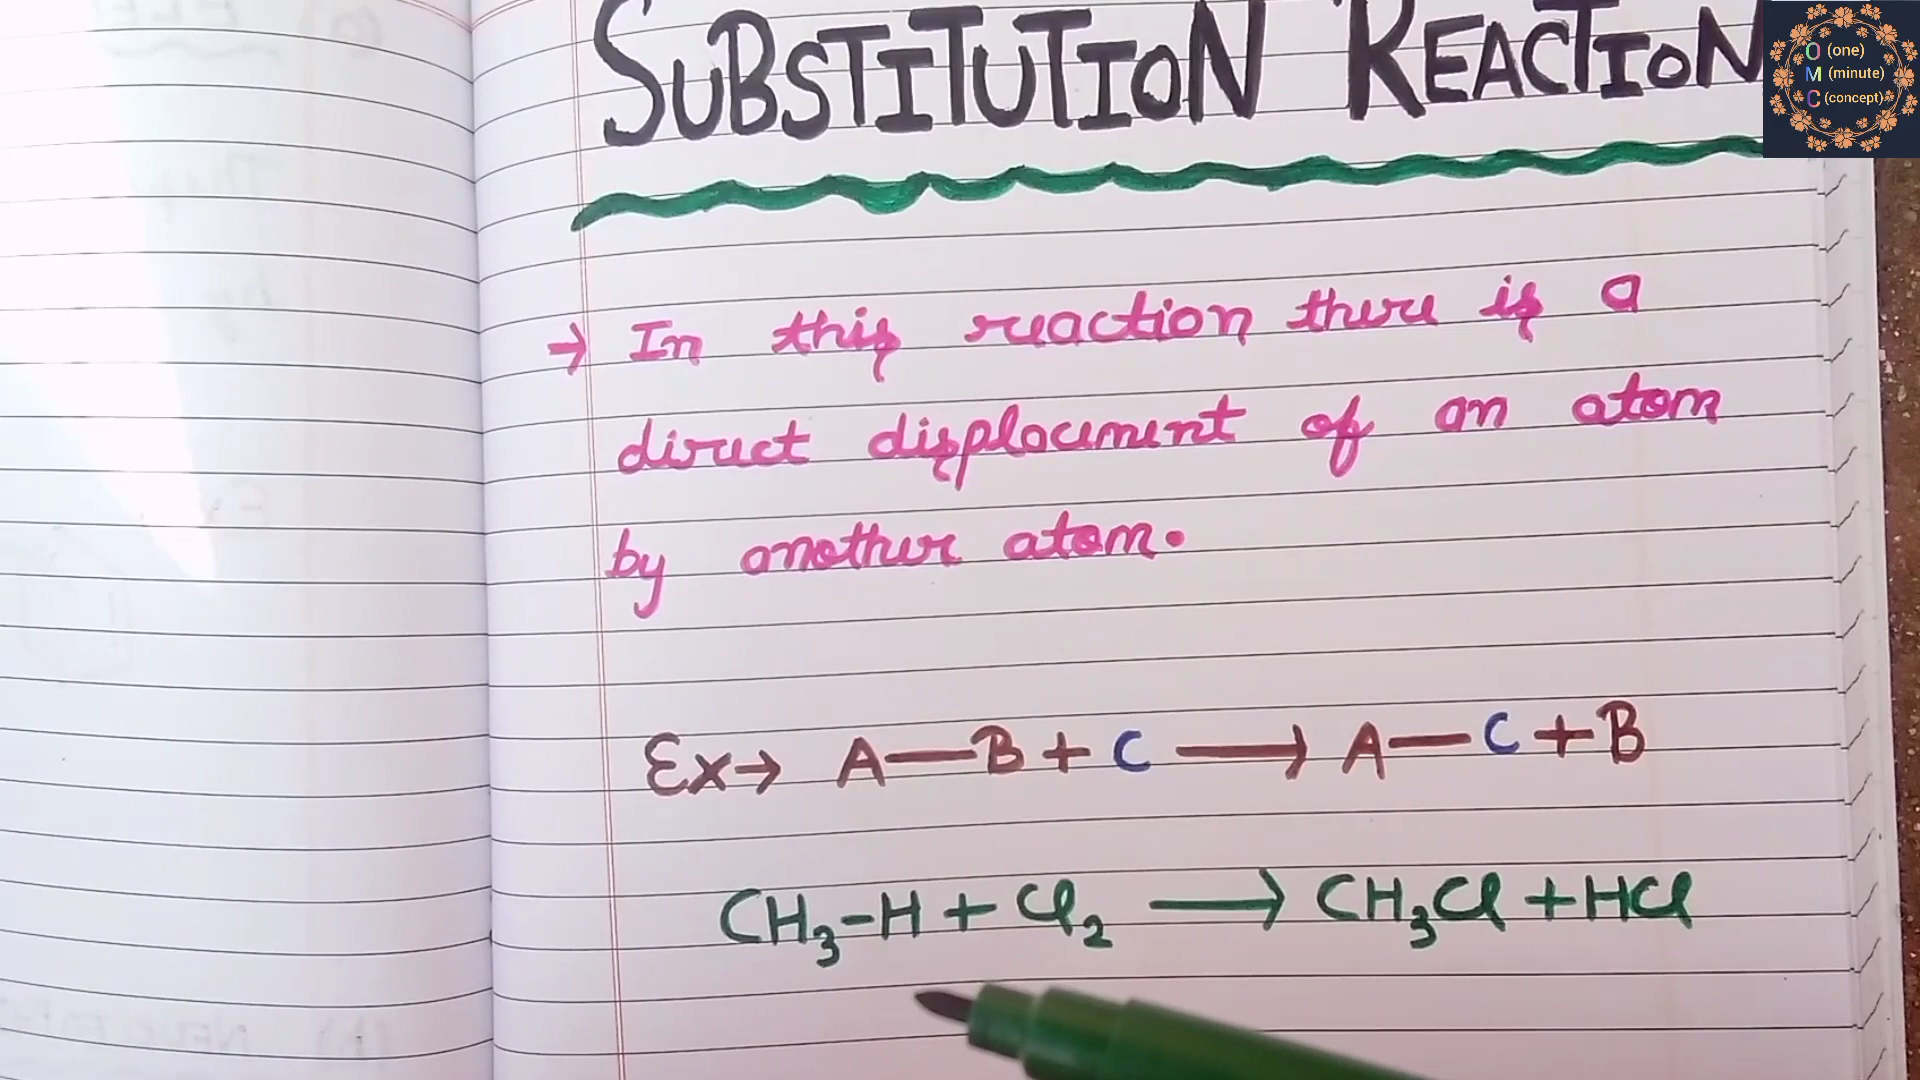 SUBSTITUTION REACTION
O (one)
M (minute)
C (concept)
→ In this reaction there is a
direct displacement of an atom
by another atom.
Ex→ A—B + C ⟶ A—C + B
CH₃-H + Cl₂ ⟶ CH₃Cl + HCl